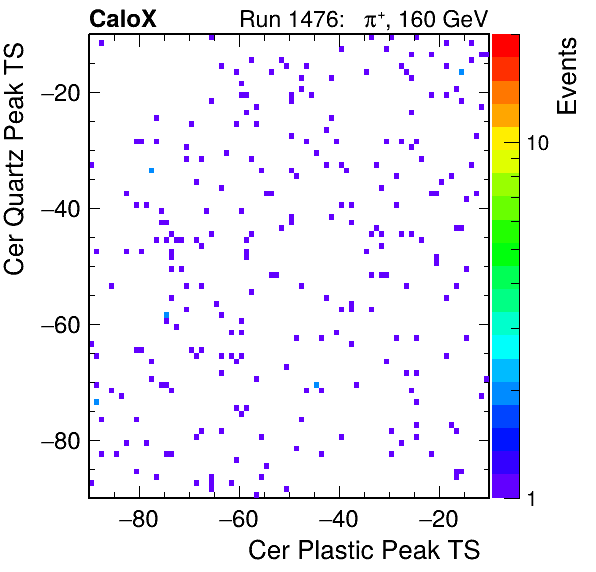 CaloX Run 1476: π⁺, 160 GeV
Cer Quartz Peak TS
Events
−20
−40
−60
−80
10
1
−80 −60 −40 −20
Cer Plastic Peak TS